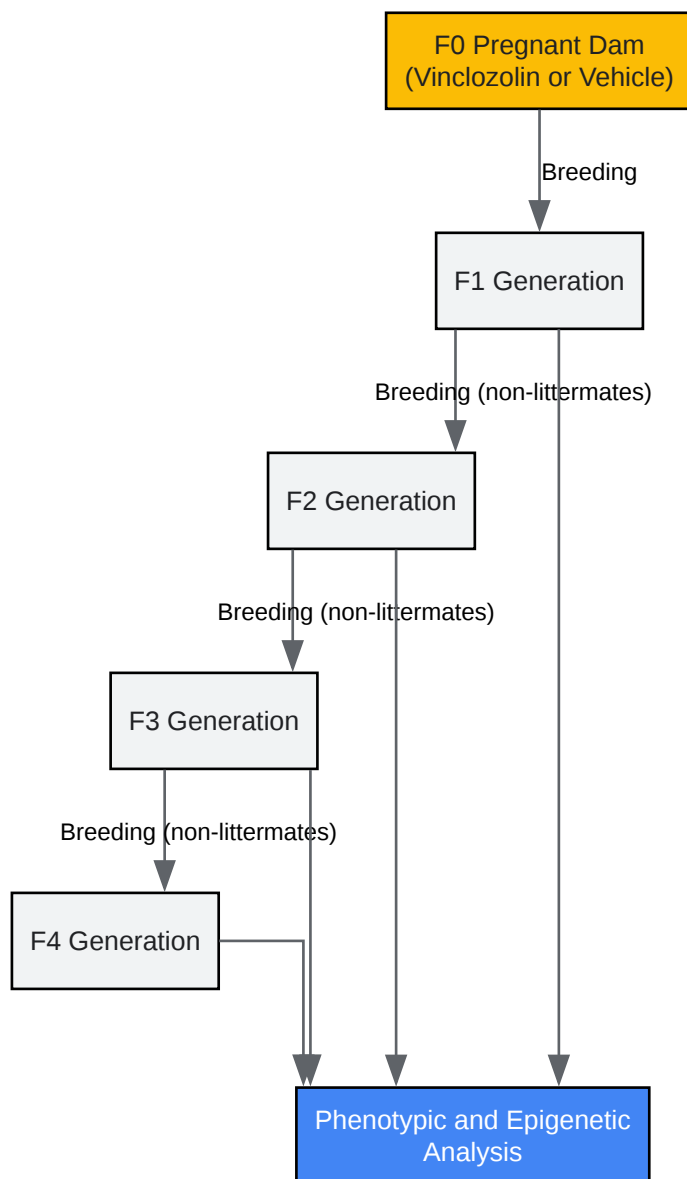 F0 Pregnant Dam
(Vinclozolin or Vehicle)
Breeding
F1 Generation
Breeding (non-littermates)
F2 Generation
Breeding (non-littermates)
F3 Generation
Breeding (non-littermates)
F4 Generation
Phenotypic and Epigenetic
Analysis